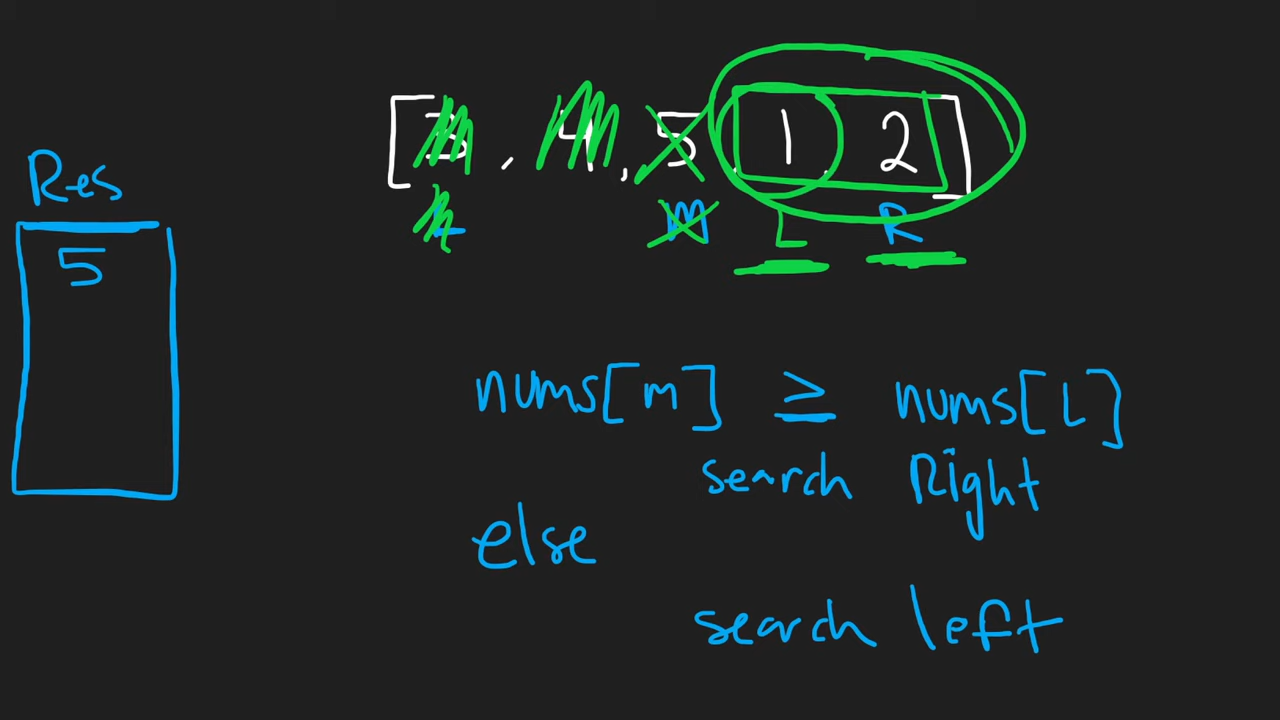 [3, 4, 5, 1, 2]
L M L R
Res
5
nums[m] ≥ nums[L]
search Right
else
search left